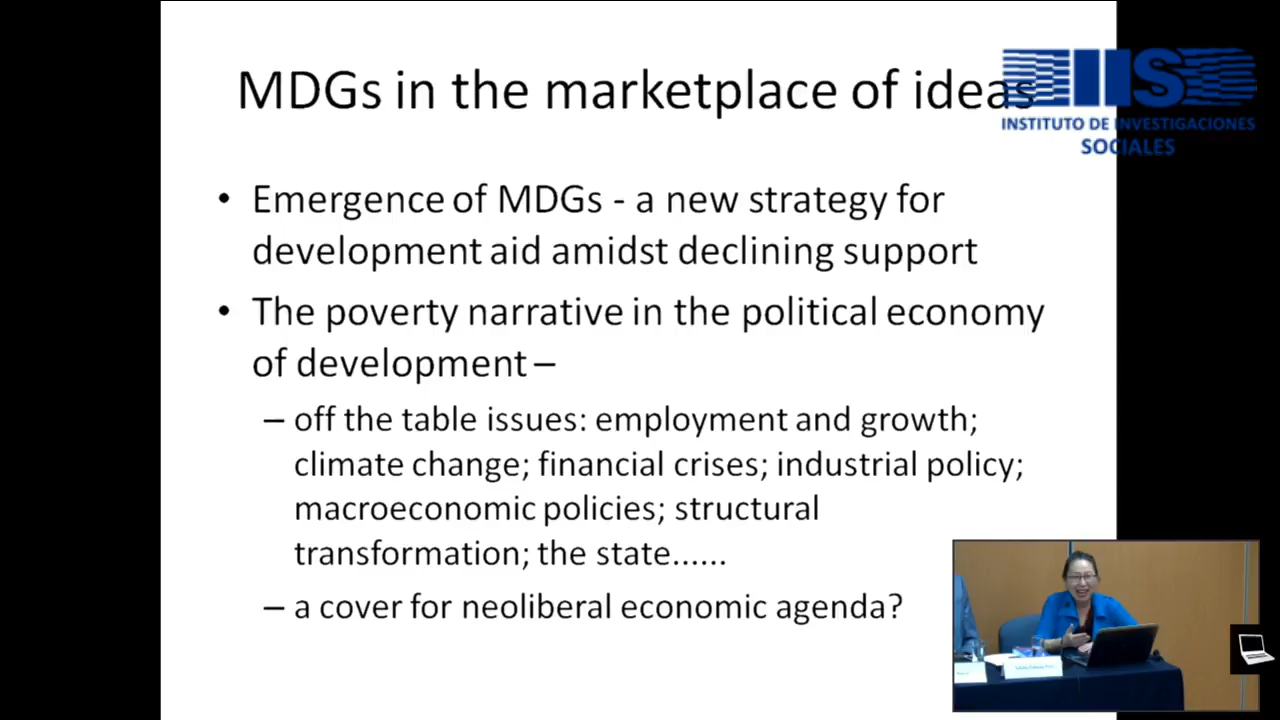 MDGs in the marketplace of ideas
IIS
INSTITUTO DE INVESTIGACIONES
SOCIALES
• Emergence of MDGs - a new strategy for
development aid amidst declining support
• The poverty narrative in the political economy
of development –
– off the table issues: employment and growth;
climate change; financial crises; industrial policy;
macroeconomic policies; structural
transformation; the state......
– a cover for neoliberal economic agenda?